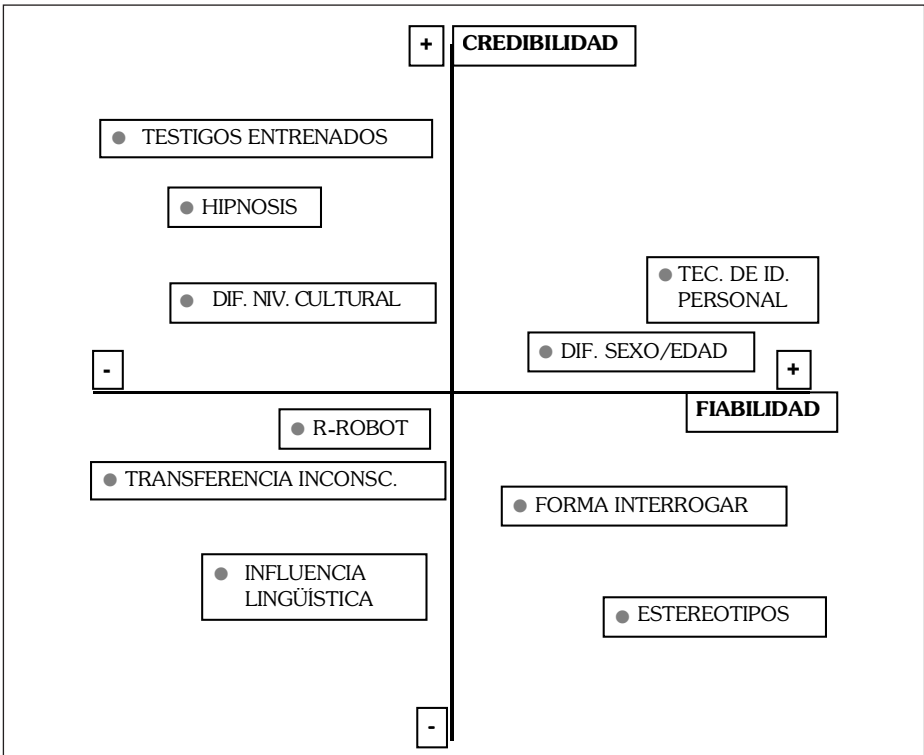 + CREDIBILIDAD
TESTIGOS ENTRENADOS
HIPNOSIS
TEC. DE ID.
PERSONAL
DIF. NIV. CULTURAL
DIF. SEXO/EDAD
-
+
FIABILIDAD
R-ROBOT
TRANSFERENCIA INCONSC.
FORMA INTERROGAR
INFLUENCIA
LINGÜÍSTICA
ESTEREOTIPOS
-